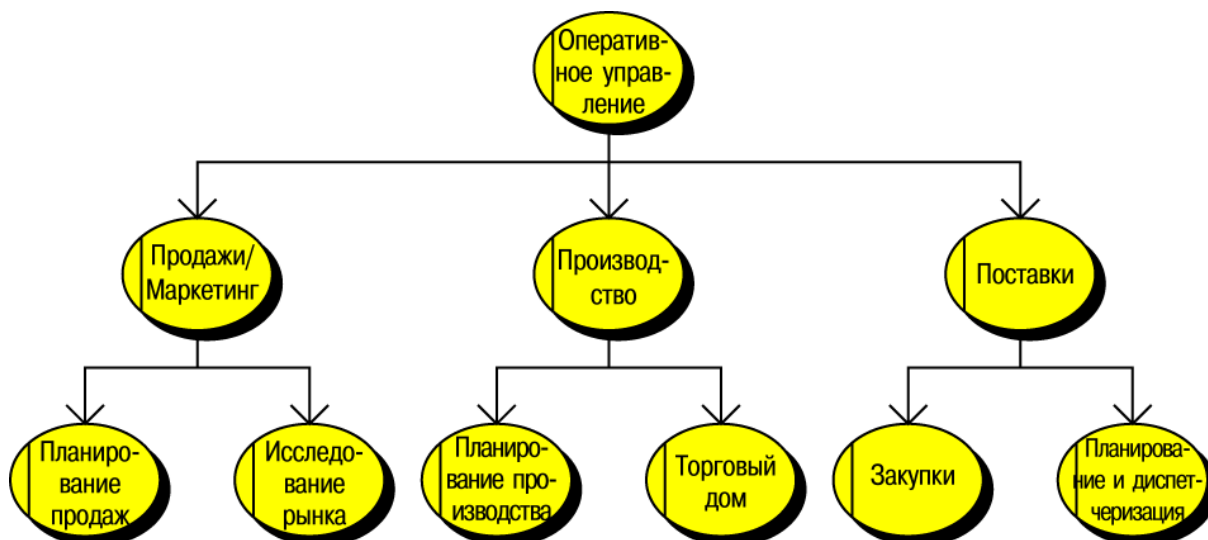 Оператив-
ное управ-
ление
Продажи/
Маркетинг
Производ-
ство
Поставки
Планиро-
вание
продаж
Исследо-
вание
рынка
Планиро-
вание про-
изводства
Торговый
дом
Закупки
Планирова-
ние и диспет-
черизация